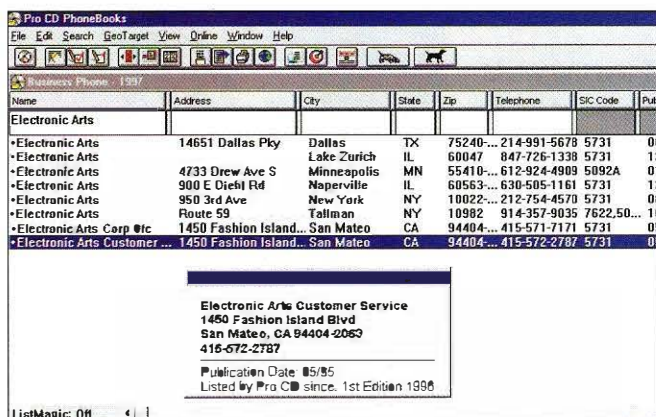 Pro CD PhoneBooks
File Edit Search GeoTarget View Online Window Help
Business Phone - 1997
Name Address City State Zip Telephone SIC Code Pub
Electronic Arts
•Electronic Arts 14651 Dallas Pky Dallas TX 75240-... 214-991-5678 5731
•Electronic Arts Lake Zurich IL 60047 847-726-1338 5731
•Electronic Arts 4733 Drew Ave S Minneapolis MN 55410-... 612-924-4909 5092A
•Electronic Arts 900 E Diehl Rd Naperville IL 60563-... 630-505-1161 5731
•Electronic Arts 950 3rd Ave New York NY 10022-... 212-754-4570 5731
•Electronic Arts Route 59 Tallman NY 10982 914-357-9035 7622,50...
•Electronic Arts Corp Ofc 1450 Fashion Island... San Mateo CA 94404-... 415-571-7171 5731
•Electronic Arts Customer ... 1450 Fashion Island... San Mateo CA 94404-... 415-572-2787 5731
Electronic Arts Customer Service
1450 Fashion Island Blvd
San Mateo, CA 94404-2063
415-572-2787
Publication Date: 05/95
Listed by Pro CD since: 1st Edition 1996
ListMagic: Off